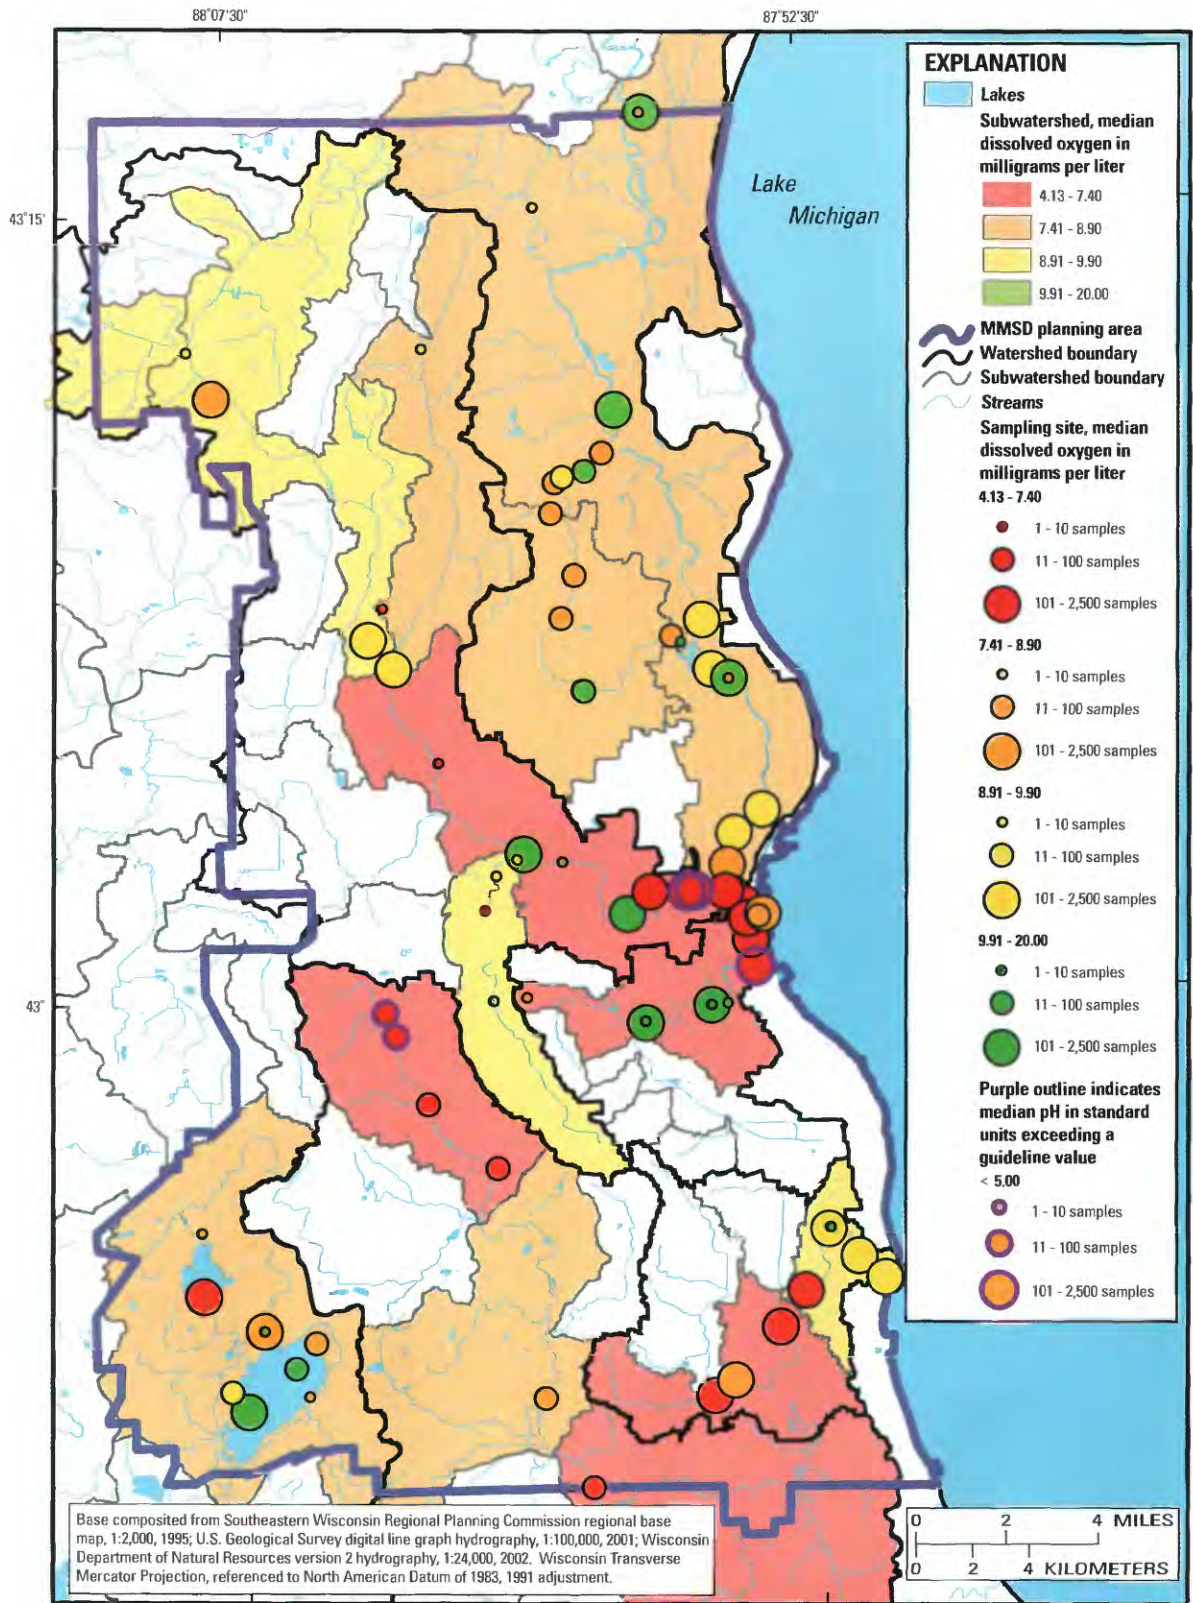 88°07'30"
87°52'30"
43°15'
43°
Lake
Michigan
EXPLANATION
Lakes
Subwatershed, median
dissolved oxygen in
milligrams per liter
4.13 - 7.40
7.41 - 8.90
8.91 - 9.90
9.91 - 20.00
MMSD planning area
Watershed boundary
Subwatershed boundary
Streams
Sampling site, median
dissolved oxygen in
milligrams per liter
4.13 - 7.40
1 - 10 samples
11 - 100 samples
101 - 2,500 samples
7.41 - 8.90
1 - 10 samples
11 - 100 samples
101 - 2,500 samples
8.91 - 9.90
1 - 10 samples
11 - 100 samples
101 - 2,500 samples
9.91 - 20.00
1 - 10 samples
11 - 100 samples
101 - 2,500 samples
Purple outline indicates
median pH in standard
units exceeding a
guideline value
< 5.00
1 - 10 samples
11 - 100 samples
101 - 2,500 samples
Base composited from Southeastern Wisconsin Regional Planning Commission regional base
map, 1:2,000, 1995; U.S. Geological Survey digital line graph hydrography, 1:100,000, 2001; Wisconsin
Department of Natural Resources version 2 hydrography, 1:24,000, 2002. Wisconsin Transverse
Mercator Projection, referenced to North American Datum of 1983, 1991 adjustment.
0 2 4 MILES
0 2 4 KILOMETERS